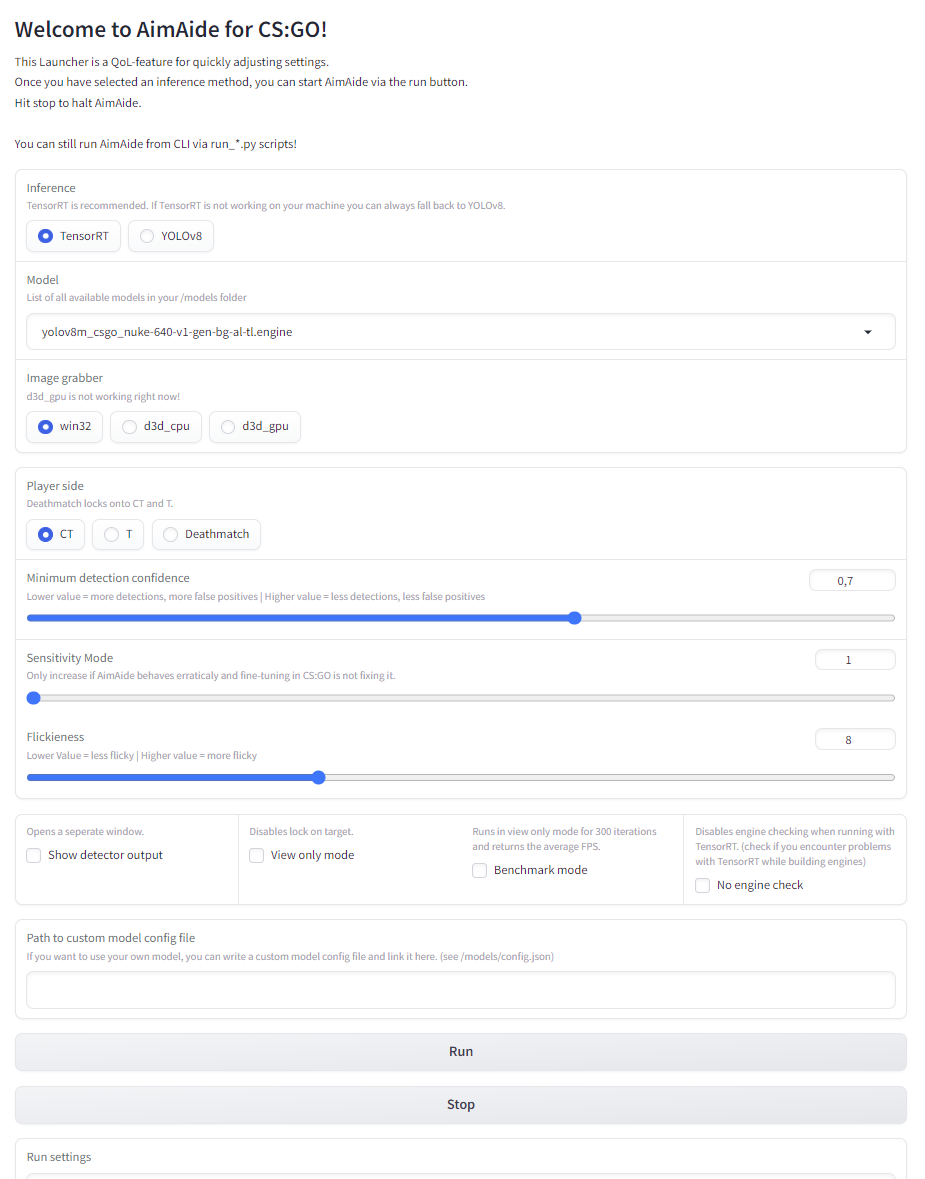 Welcome to AimAide for CS:GO!
This Launcher is a QoL-feature for quickly adjusting settings.
Once you have selected an inference method, you can start AimAide via the run button.
Hit stop to halt AimAide.
You can still run AimAide from CLI via run_*.py scripts!
Inference
TensorRT is recommended. If TensorRT is not working on your machine you can always fall back to YOLOv8.
TensorRT YOLOv8
Model
List of all available models in your /models folder
yolov8m_csgo_nuke-640-v1-gen-bg-al-tl.engine
Image grabber
d3d_gpu is not working right now!
win32 d3d_cpu d3d_gpu
Player side
Deathmatch locks onto CT and T.
CT T Deathmatch
Minimum detection confidence 0,7
Lower value = more detections, more false positives | Higher value = less detections, less false positives
Sensitivity Mode 1
Only increase if AimAide behaves erraticaly and fine-tuning in CS:GO is not fixing it.
Flickieness 8
Lower Value = less flicky | Higher value = more flicky
Opens a seperate window.
Show detector output
Disables lock on target.
View only mode
Runs in view only mode for 300 iterations
and returns the average FPS.
Benchmark mode
Disables engine checking when running with
TensorRT. (check if you encounter problems
with TensorRT while building engines)
No engine check
Path to custom model config file
If you want to use your own model, you can write a custom model config file and link it here. (see /models/config.json)
Run
Stop
Run settings